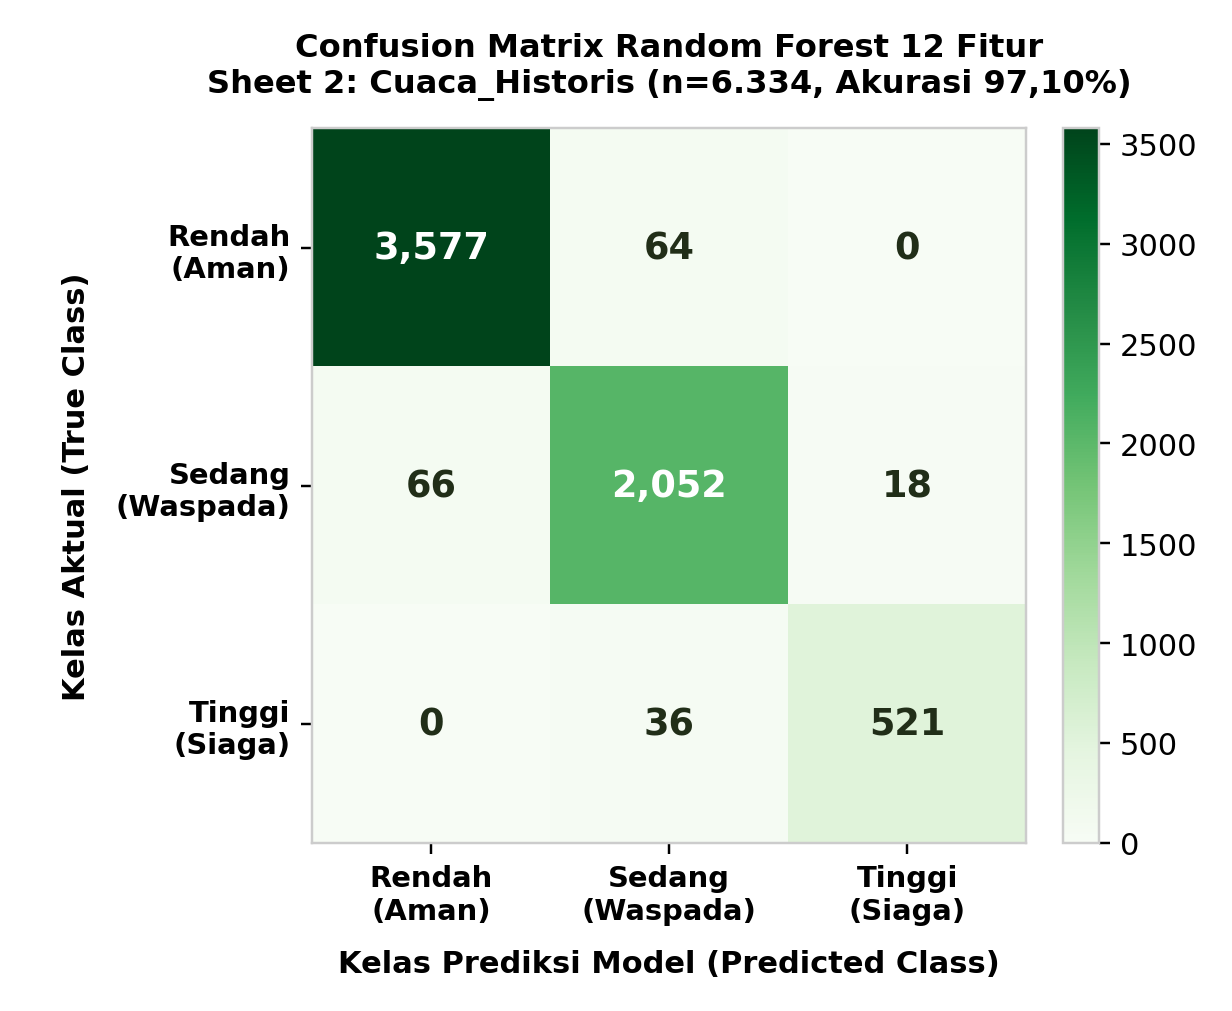 Confusion Matrix Random Forest 12 Fitur
Sheet 2: Cuaca_Historis (n=6.334, Akurasi 97,10%)
Kelas Aktual (True Class)
Rendah
(Aman)
3,577
64
0
Sedang
(Waspada)
66
2,052
18
Tinggi
(Siaga)
0
36
521
Rendah
(Aman)
Sedang
(Waspada)
Tinggi
(Siaga)
Kelas Prediksi Model (Predicted Class)
3500
3000
2500
2000
1500
1000
500
0